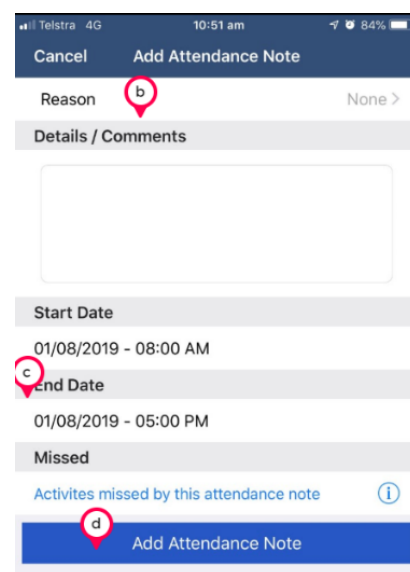 Telstra 4G 10:51 am 84%
Cancel Add Attendance Note
b
Reason None >
Details / Comments
Start Date
01/08/2019 - 08:00 AM
c
End Date
01/08/2019 - 05:00 PM
Missed
Activites missed by this attendance note i
d
Add Attendance Note